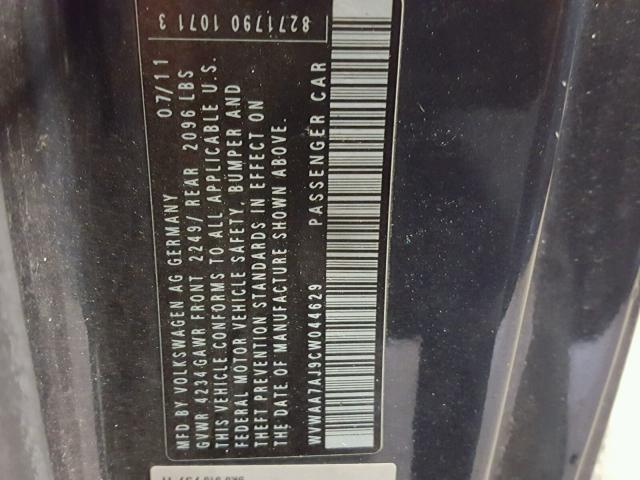 8271790 1071 3
MFD BY VOLKSWAGEN AG GERMANY 07/11
GVWR 4234 GAWR FRONT 2249/ REAR 2096 LBS
THIS VEHICLE CONFORMS TO ALL APPLICABLE U.S.
FEDERAL MOTOR VEHICLE SAFETY, BUMPER AND
THEFT PREVENTION STANDARDS IN EFFECT ON
THE DATE OF MANUFACTURE SHOWN ABOVE.
WVWAA7AJ9CW044629 PASSENGER CAR